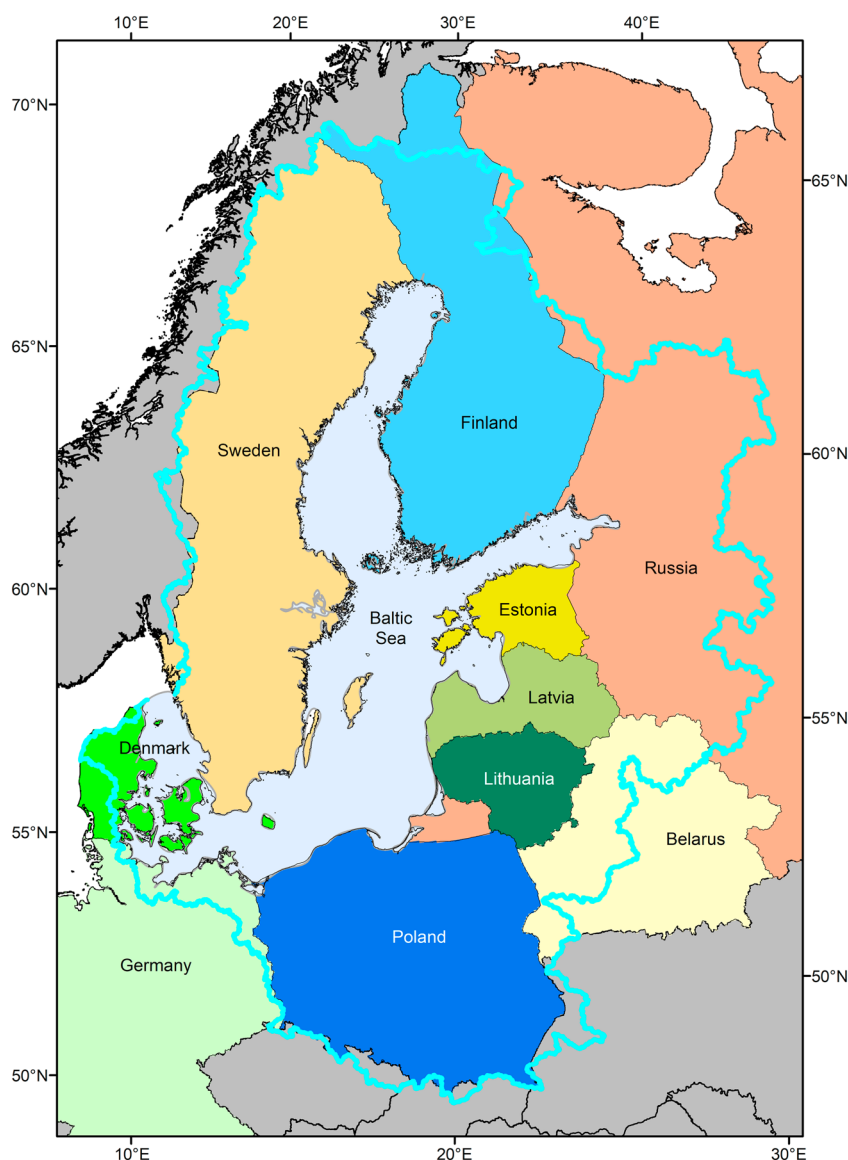 10°E 20°E 30°E 40°E
70°N
65°N
65°N
60°N
Finland
Sweden
Russia
60°N
Estonia
Baltic
Sea
Latvia
55°N
Denmark
Lithuania
55°N
Belarus
Poland
Germany
50°N
50°N
10°E 20°E 30°E